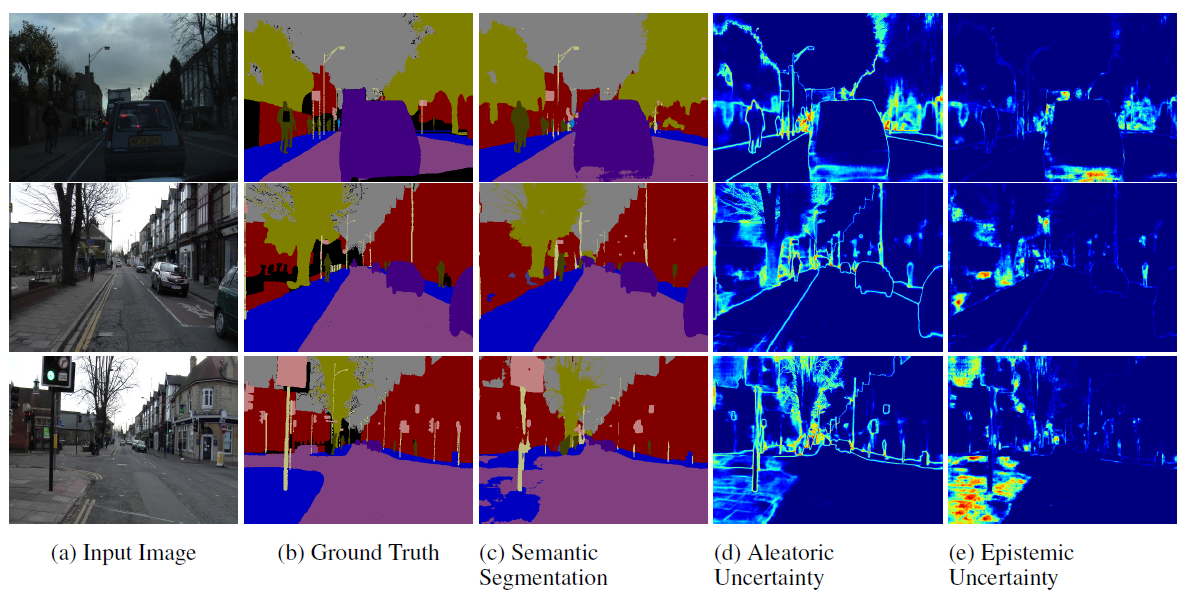 (a) Input Image
(b) Ground Truth
(c) Semantic
Segmentation
(d) Aleatoric
Uncertainty
(e) Epistemic
Uncertainty